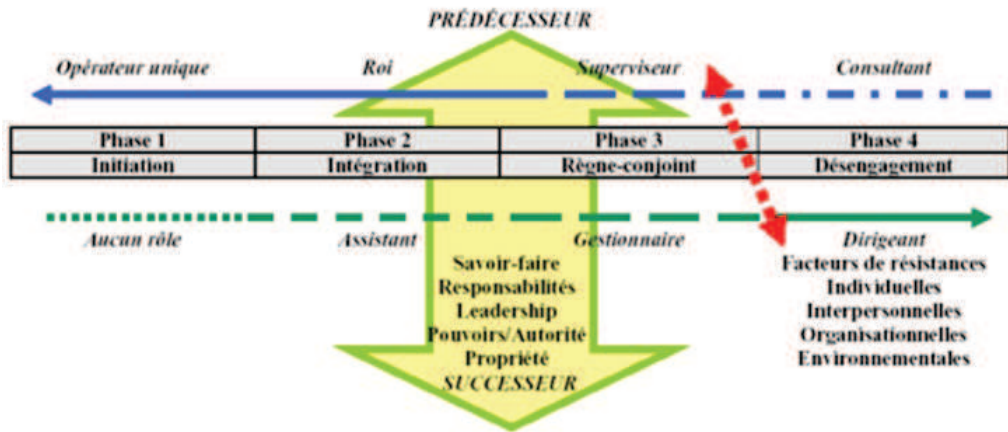 PRÉDÉCESSEUR
Opérateur unique Roi Superviseur Consultant
Phase 1 Phase 2 Phase 3 Phase 4
Initiation Intégration Règne-conjoint Désengagement
Aucun rôle Assistant Gestionnaire Dirigeant
Savoir-faire Facteurs de résistances
Responsabilités Individuelles
Leadership Interpersonnelles
Pouvoirs/Autorité Organisationnelles
Propriété Environnementales
SUCCESSEUR